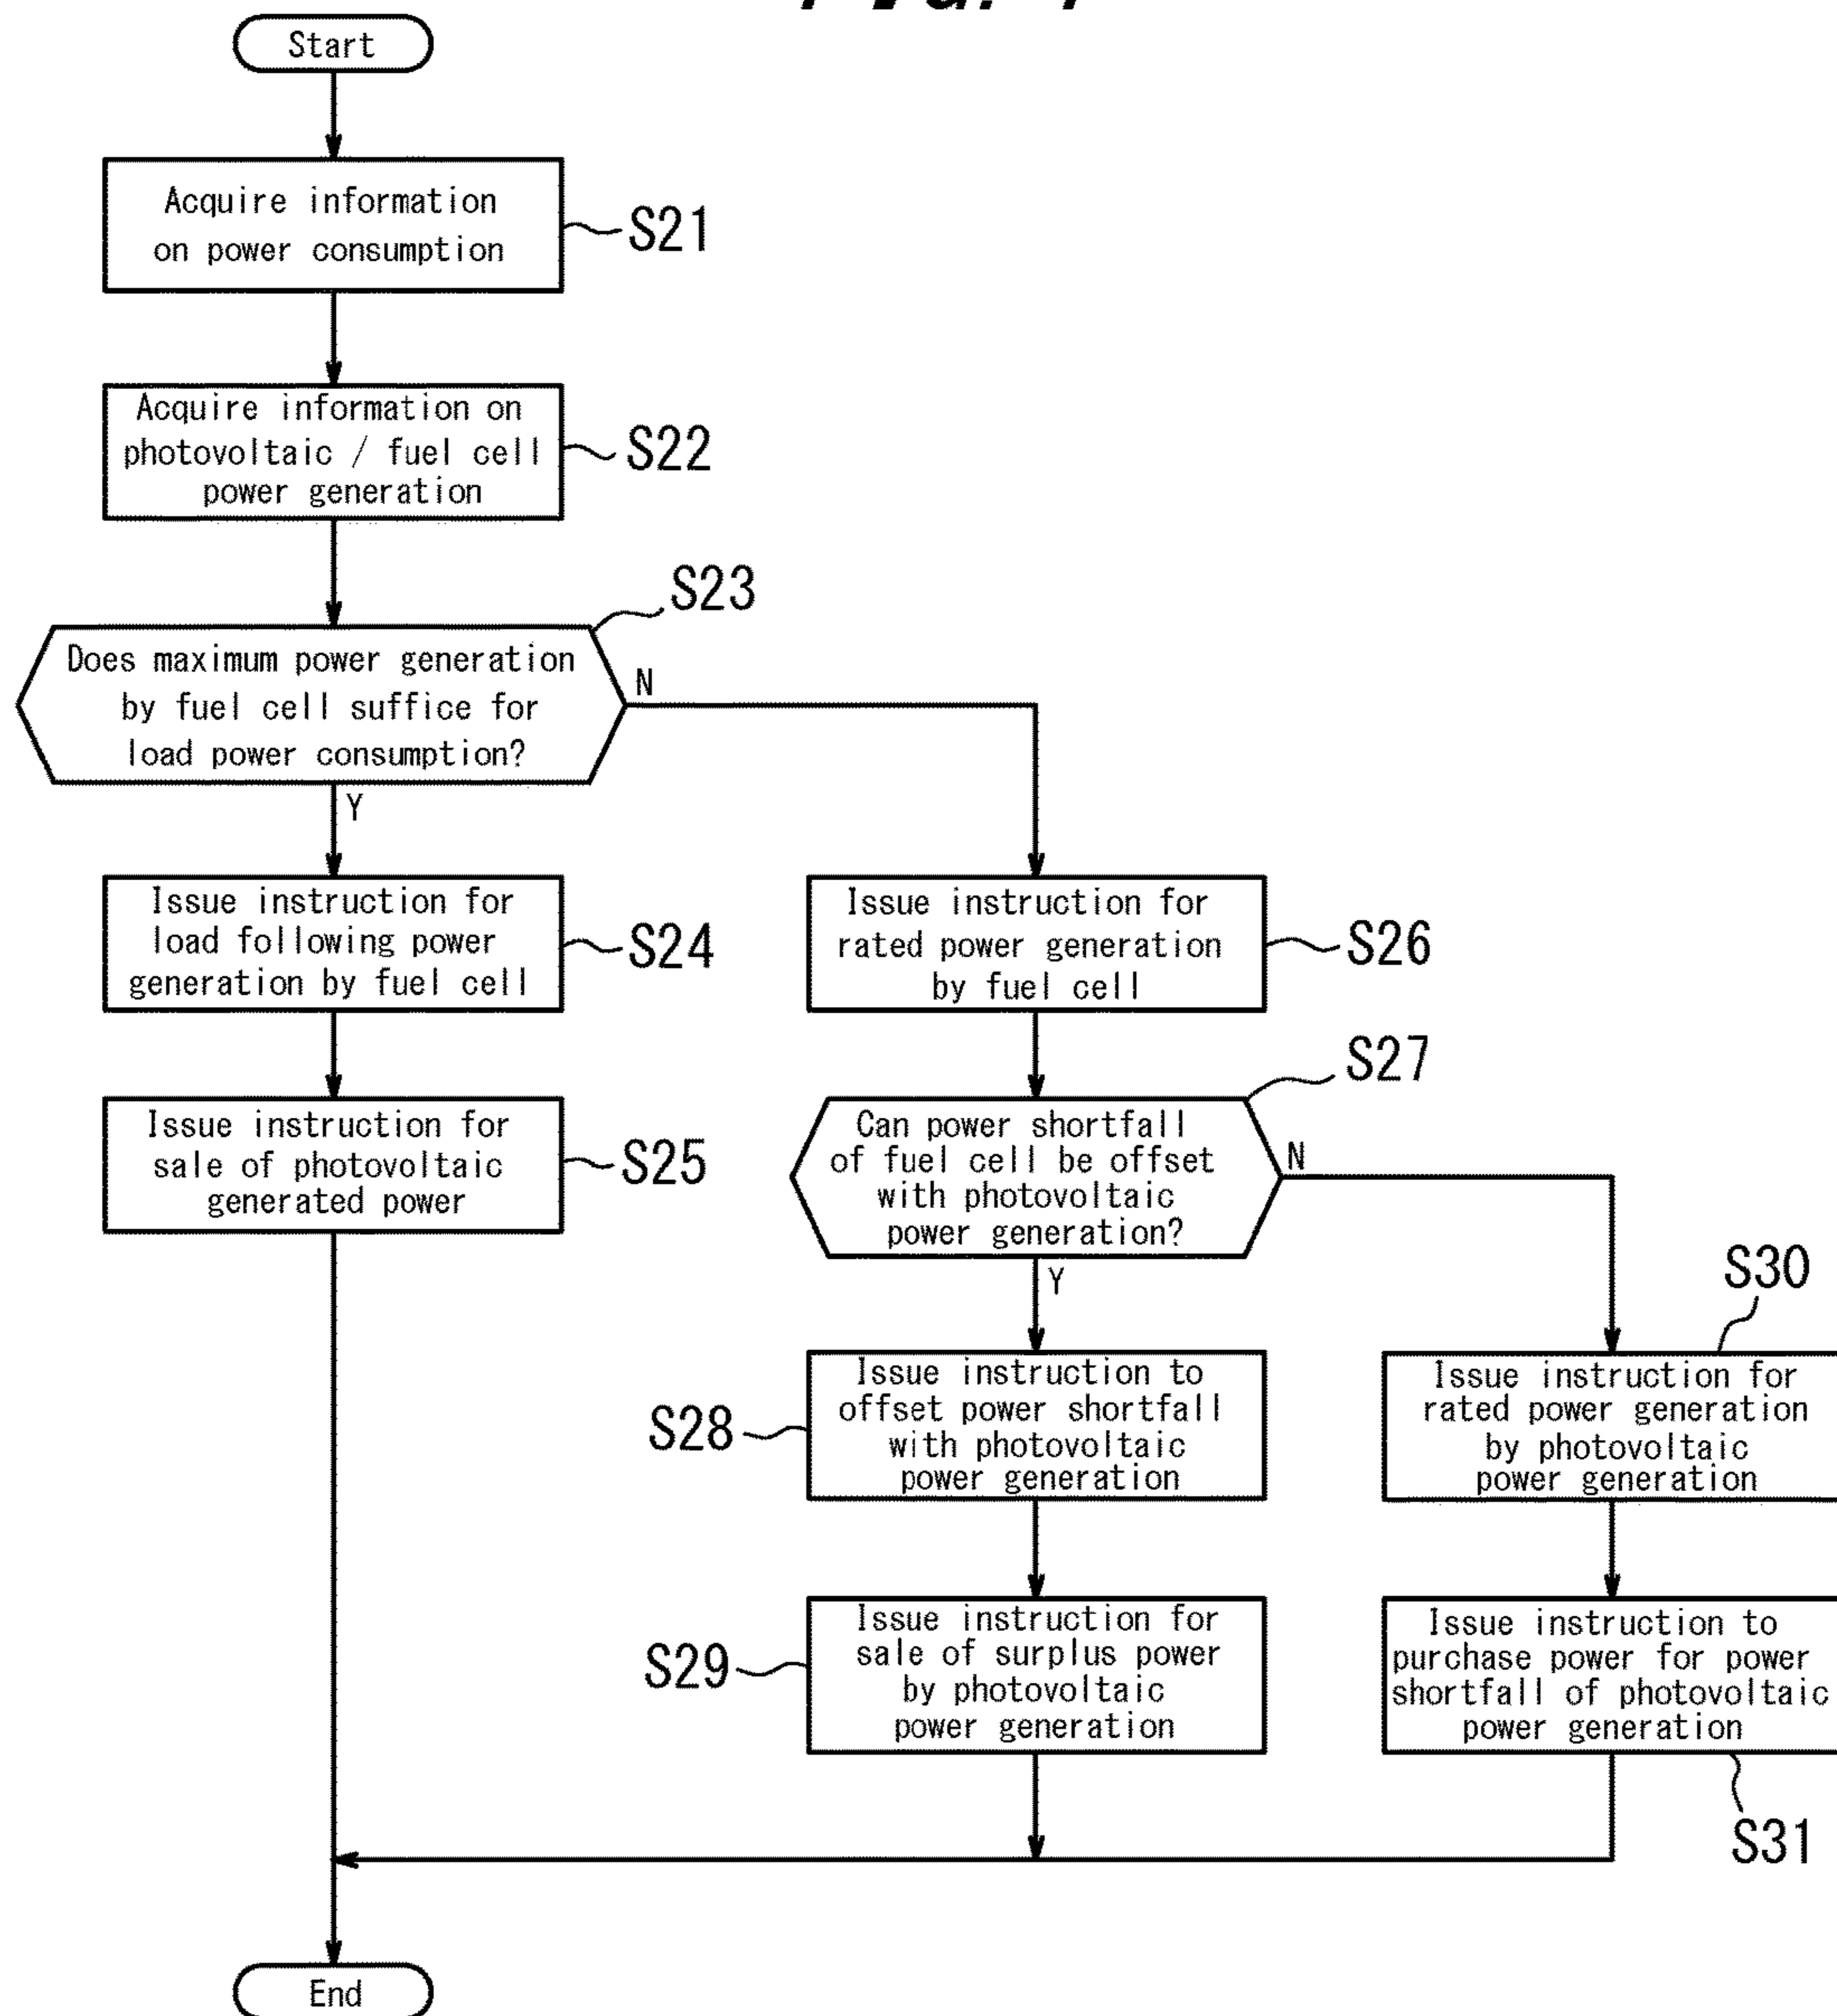 Start
Acquire information
on power consumption
S21
Acquire information on
photovoltaic / fuel cell
power generation
S22
S23
Does maximum power generation
by fuel cell suffice for
load power consumption?
N
Y
Issue instruction for
load following power
generation by fuel cell
S24
Issue instruction for
rated power generation
by fuel cell
S26
Issue instruction for
sale of photovoltaic
generated power
S25
S27
Can power shortfall
of fuel cell be offset
with photovoltaic
power generation?
N
Y
S28
Issue instruction to
offset power shortfall
with photovoltaic
power generation
S30
Issue instruction for
rated power generation
by photovoltaic
power generation
S29
Issue instruction for
sale of surplus power
by photovoltaic
power generation
Issue instruction to
purchase power for power
shortfall of photovoltaic
power generation
S31
End